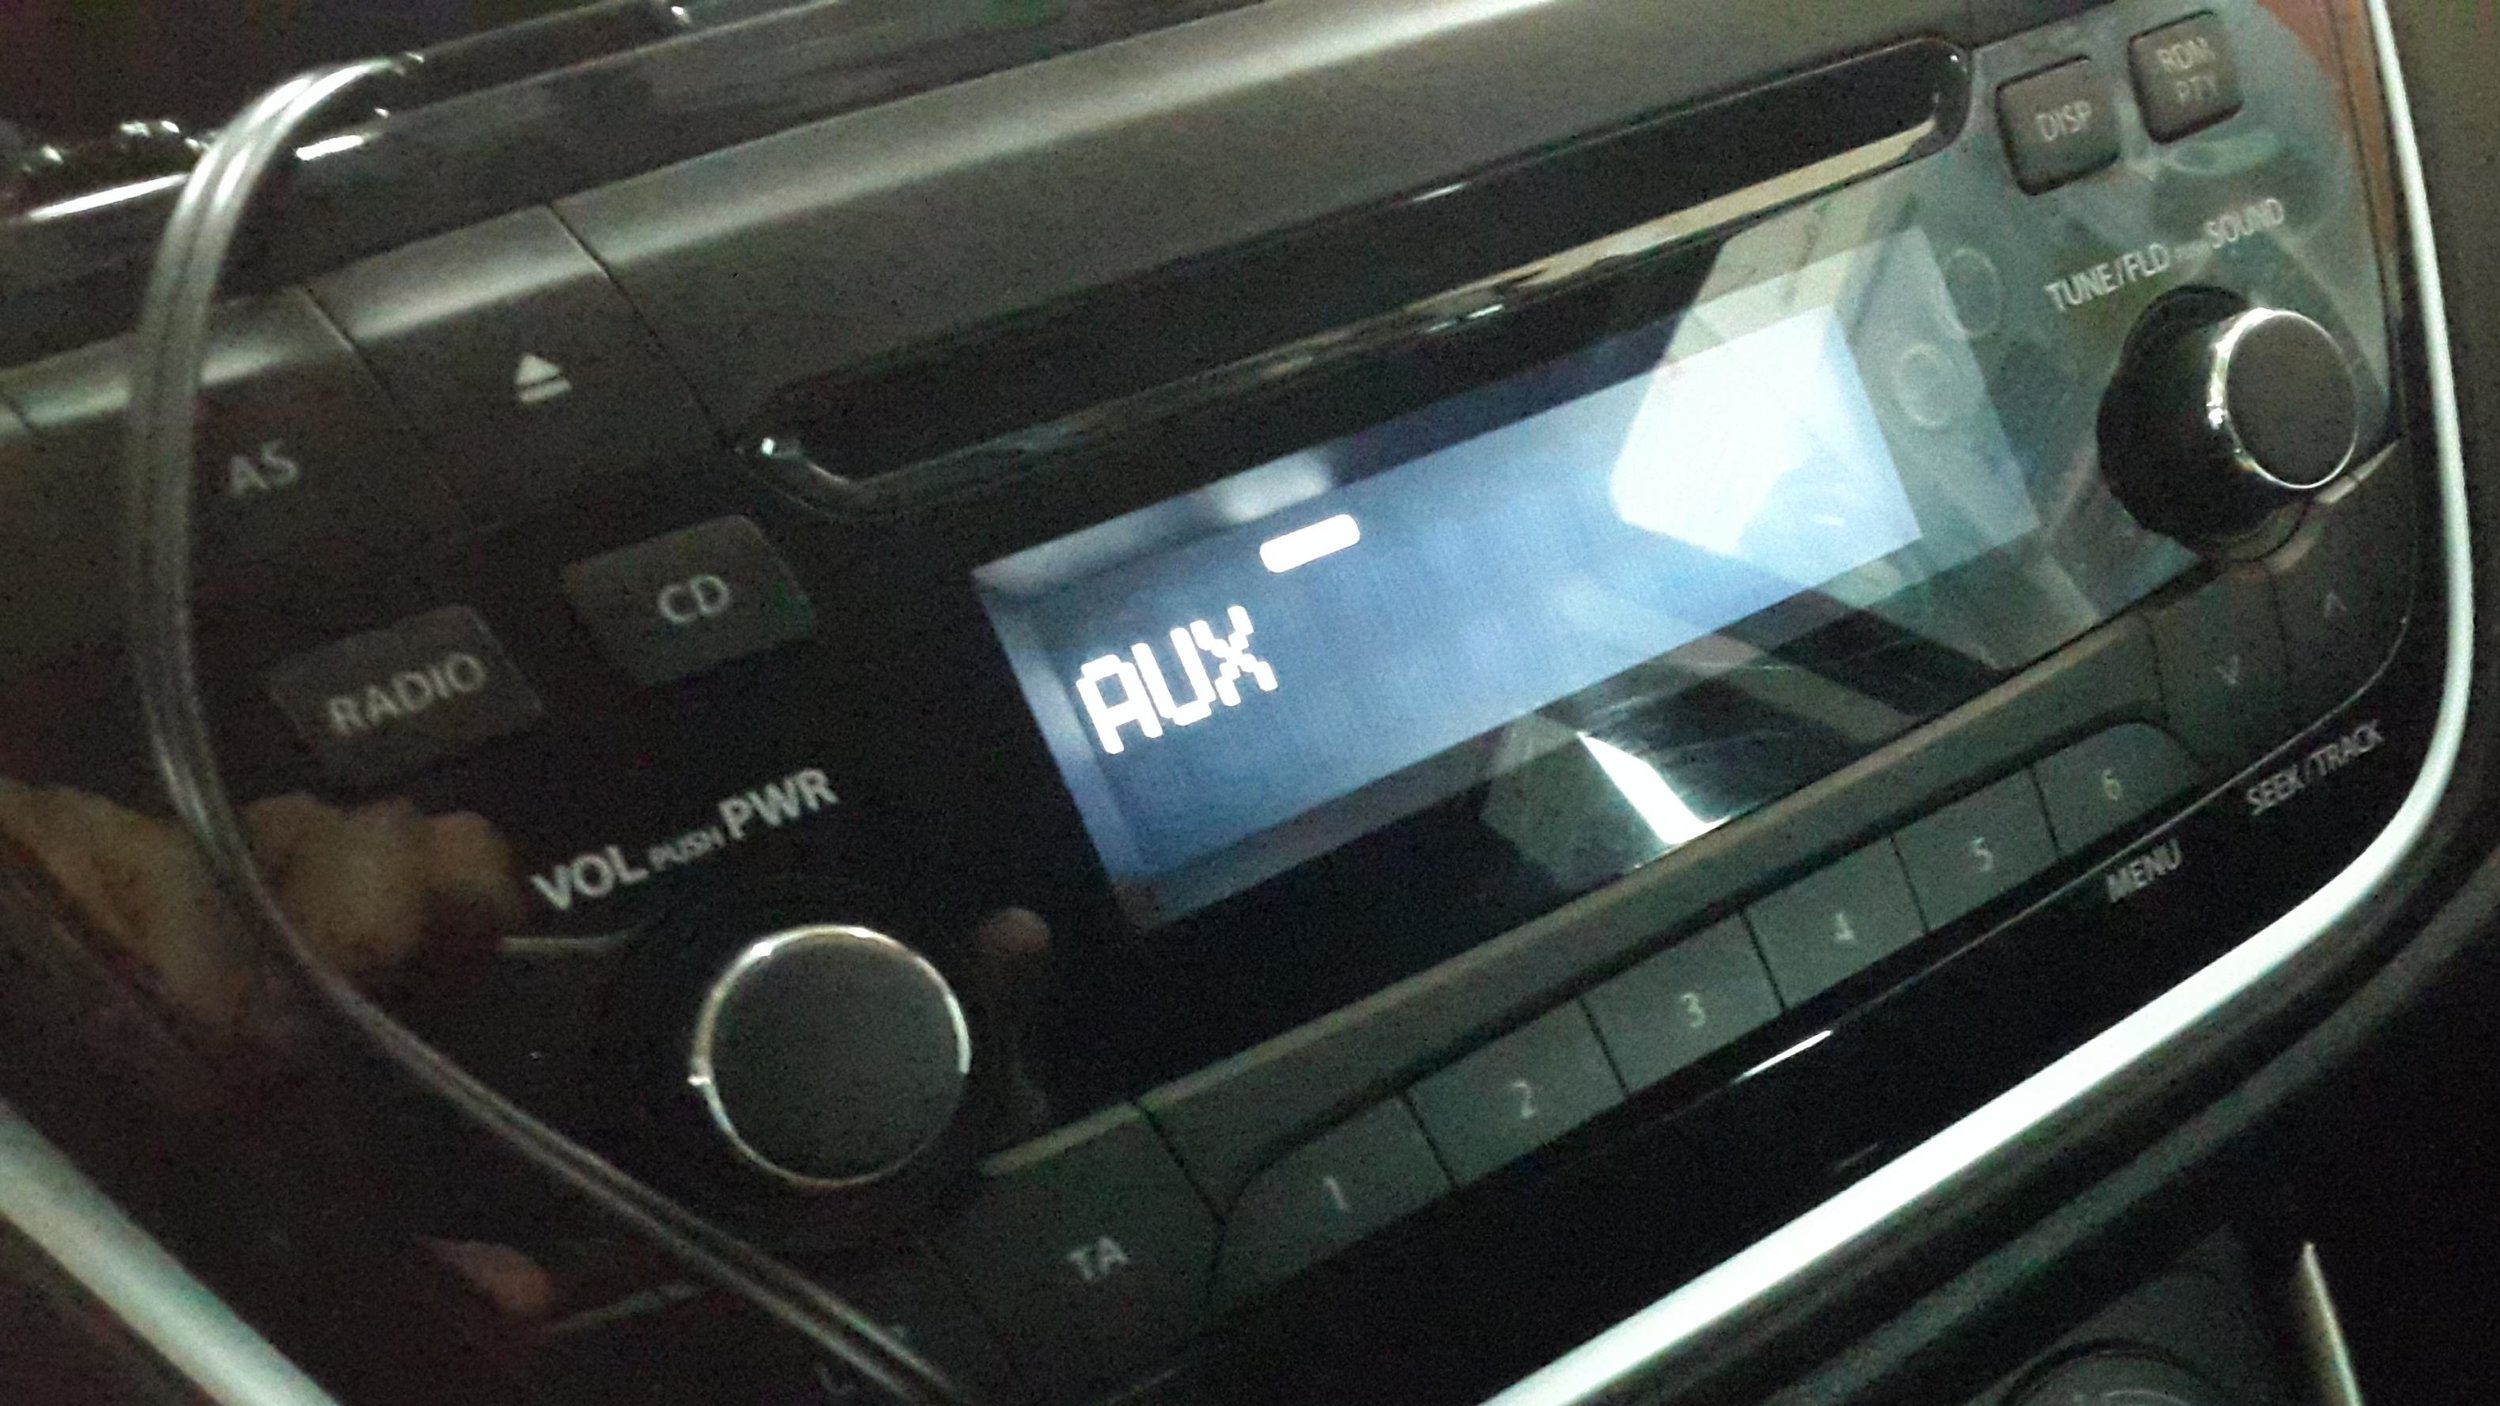 DISP
RDM
PTY
TUNE/FLD PUSH SOUND
AS
CD
RADIO
AUX
VOL PUSH PWR
SEEK/TRACK
MENU
1 2 3 4 5 6
TA